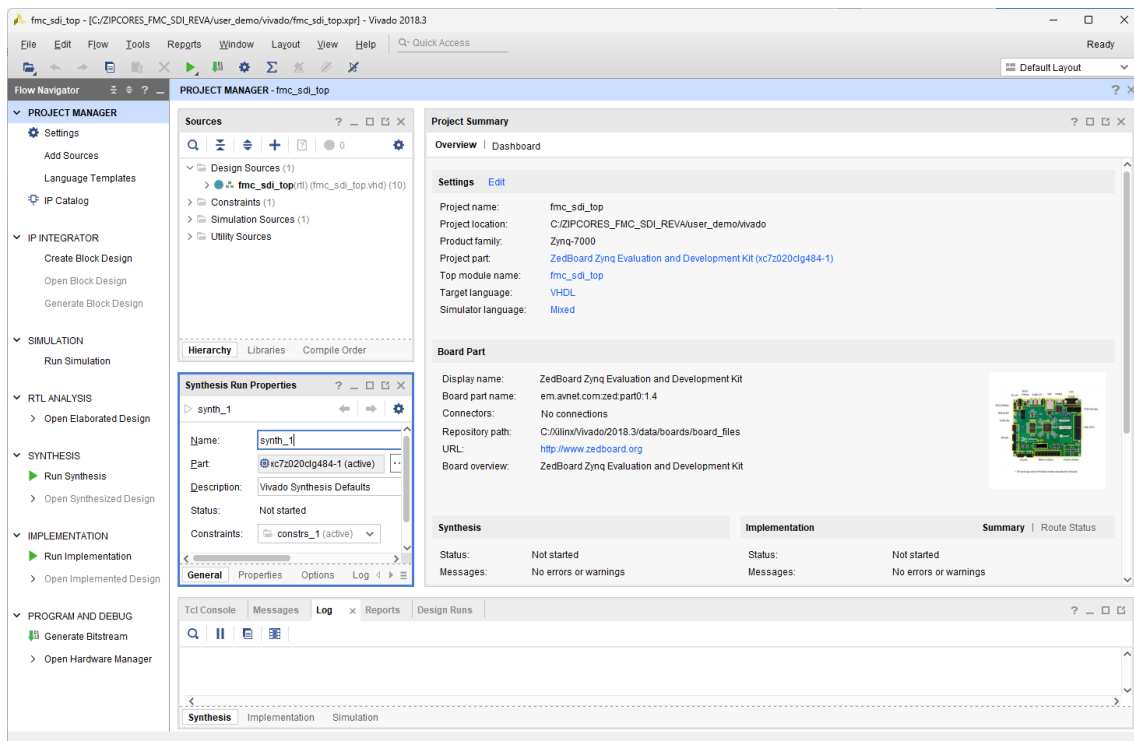 fmc_sdi_top - [C:/ZIPCORES_FMC_SDI_REVA/user_demo/vivado/fmc_sdi_top.xpr] - Vivado 2018.3
File Edit Flow Tools Reports Window Layout View Help Q- Quick Access Ready
Default Layout
Flow Navigator
PROJECT MANAGER
Settings
Add Sources
Language Templates
IP Catalog
IP INTEGRATOR
Create Block Design
Open Block Design
Generate Block Design
SIMULATION
Run Simulation
RTL ANALYSIS
Open Elaborated Design
SYNTHESIS
Run Synthesis
Open Synthesized Design
IMPLEMENTATION
Run Implementation
Open Implemented Design
PROGRAM AND DEBUG
Generate Bitstream
Open Hardware Manager
PROJECT MANAGER - fmc_sdi_top
Sources
0
Design Sources (1)
fmc_sdi_top(rtl) (fmc_sdi_top.vhd) (10)
Constraints (1)
Simulation Sources (1)
Utility Sources
Hierarchy Libraries Compile Order
Synthesis Run Properties
synth_1
Name: synth_1
Part: xc7z020clg484-1 (active)
Description: Vivado Synthesis Defaults
Status: Not started
Constraints: constrs_1 (active)
General Properties Options Log
Project Summary
Overview | Dashboard
Settings Edit
Project name: fmc_sdi_top
Project location: C:/ZIPCORES_FMC_SDI_REVA/user_demo/vivado
Product family: Zynq-7000
Project part: ZedBoard Zynq Evaluation and Development Kit (xc7z020clg484-1)
Top module name: fmc_sdi_top
Target language: VHDL
Simulator language: Mixed
Board Part
Display name: ZedBoard Zynq Evaluation and Development Kit
Board part name: em.avnet.com:zed:part0:1.4
Connectors: No connections
Repository path: C:/Xilinx/Vivado/2018.3/data/boards/board_files
URL: http://www.zedboard.org
Board overview: ZedBoard Zynq Evaluation and Development Kit
Synthesis
Status: Not started
Messages: No errors or warnings
Implementation Summary | Route Status
Status: Not started
Messages: No errors or warnings
Tcl Console Messages Log Reports Design Runs
Synthesis Implementation Simulation